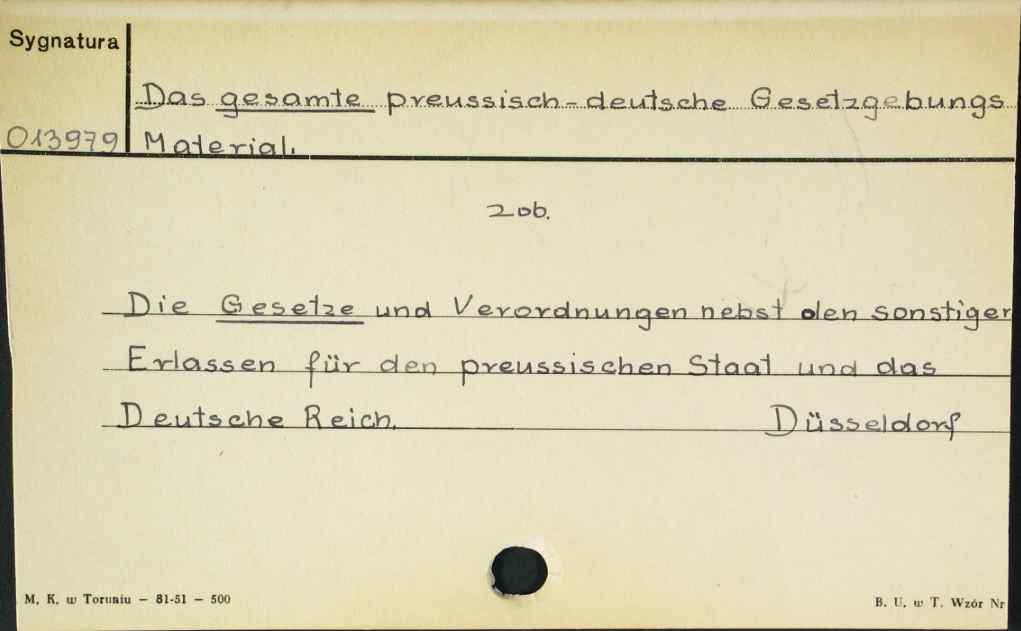 Sygnatura
Das gesamte preussisch-deutsche Gesetzgebungs
013979 Material.
zob.
Die Gesetze und Verordnungen nebst den sonstigen
Erlassen für den preussischen Staat und das
Deutsche Reich. Düsseldorf
M. K. w Toruniu – 81-51 – 500
B. U. w T. Wzór Nr